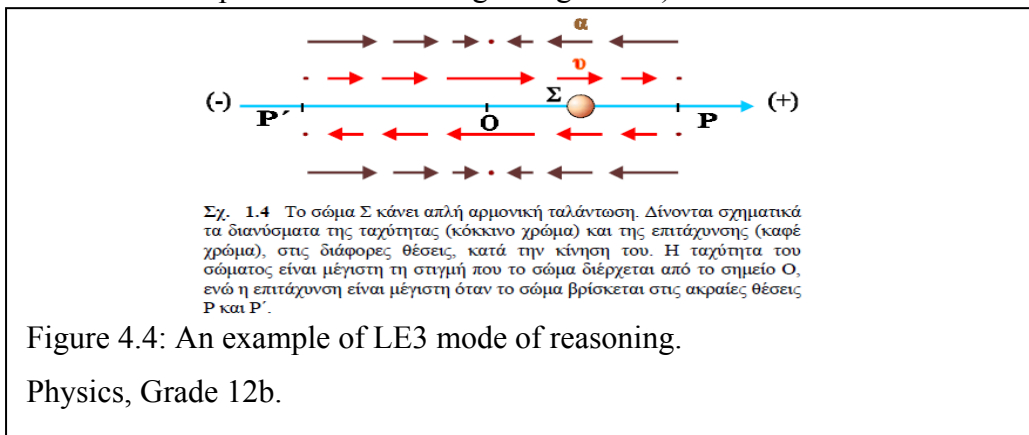 α
υ
Σ
(-)
(+)
P΄
O
P
Σχ. 1.4 Το σώμα Σ κάνει απλή αρμονική ταλάντωση. Δίνονται σχηματικά
τα διανύσματα της ταχύτητας (κόκκινο χρώμα) και της επιτάχυνσης (καφέ
χρώμα), στις διάφορες θέσεις, κατά την κίνηση του. Η ταχύτητα του
σώματος είναι μέγιστη τη στιγμή που το σώμα διέρχεται από το σημείο Ο,
ενώ η επιτάχυνση είναι μέγιστη όταν το σώμα βρίσκεται στις ακραίες θέσεις
Ρ και Ρ΄.
Figure 4.4: An example of LE3 mode of reasoning.
Physics, Grade 12b.